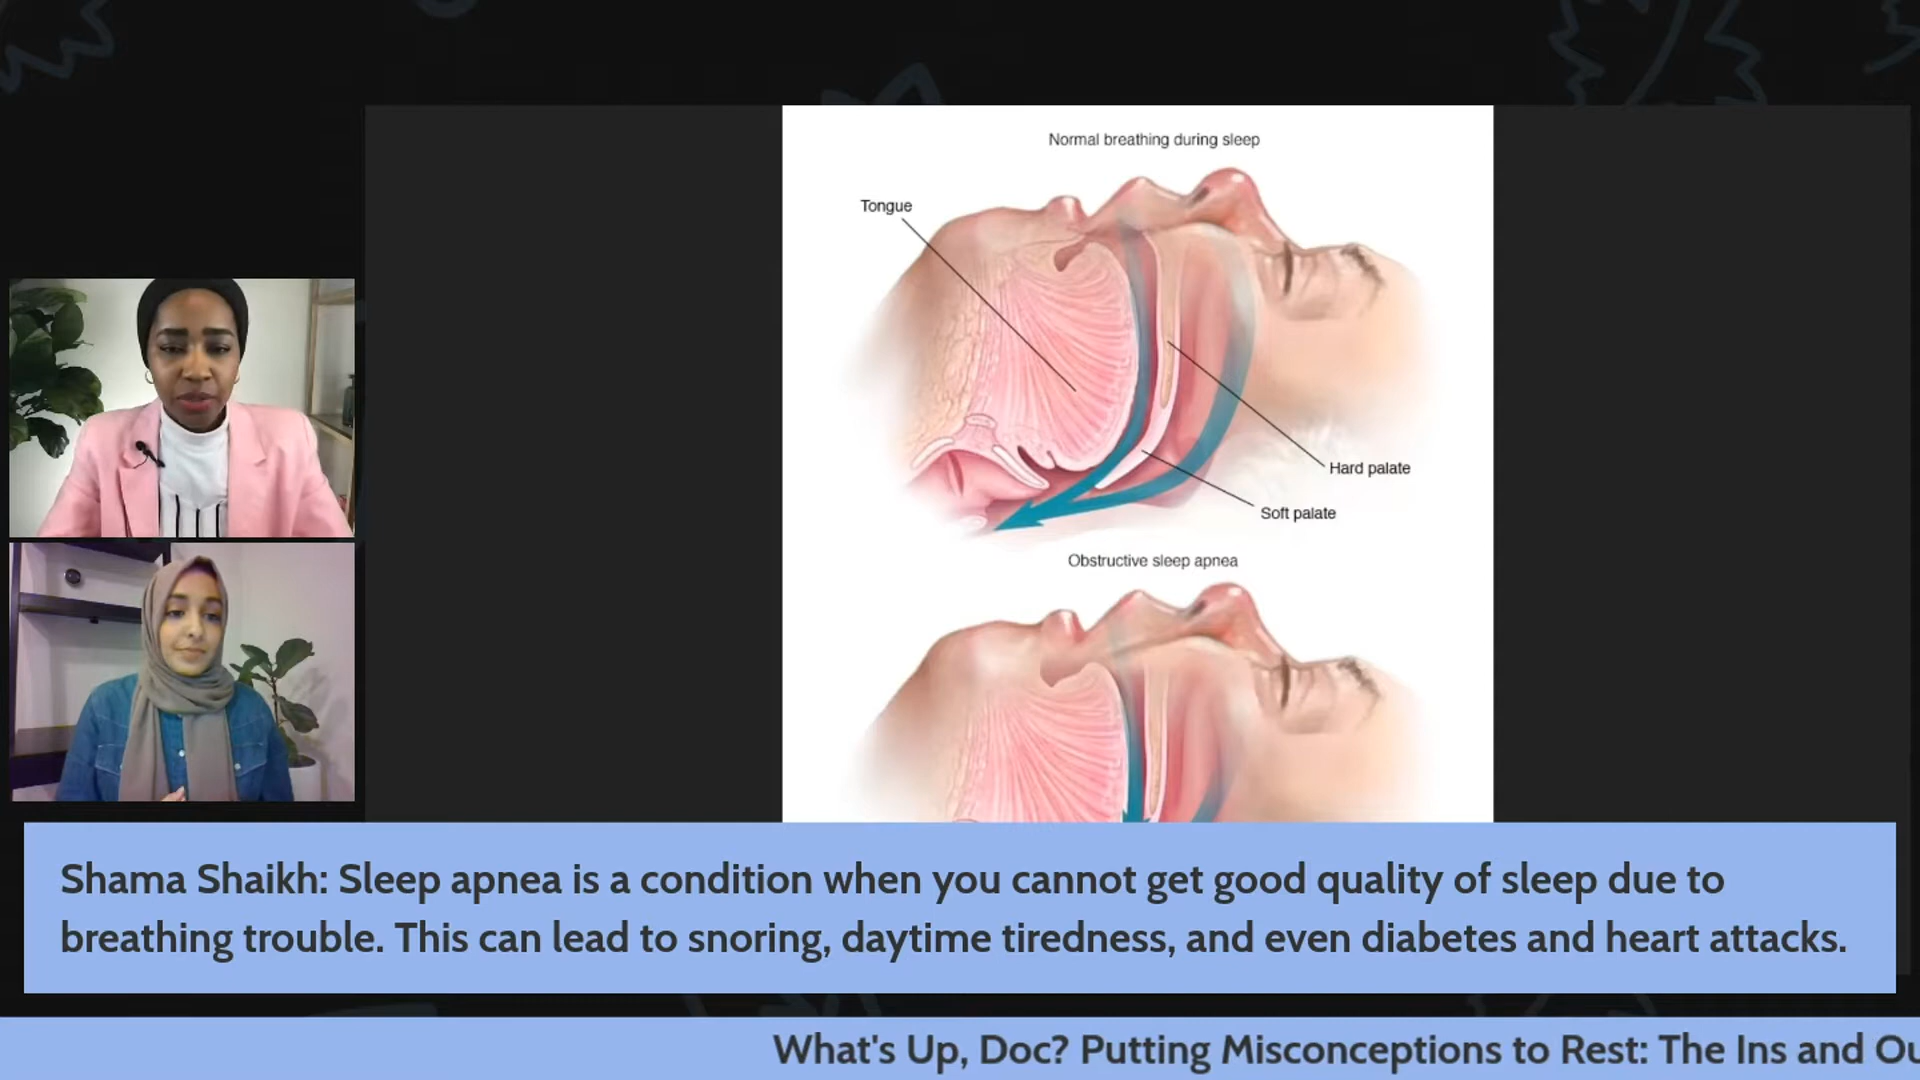 Normal breathing during sleep
Tongue
Hard palate
Soft palate
Obstructive sleep apnea
Shama Shaikh: Sleep apnea is a condition when you cannot get good quality of sleep due to
breathing trouble. This can lead to snoring, daytime tiredness, and even diabetes and heart attacks.
What's Up, Doc? Putting Misconceptions to Rest: The Ins and Ou